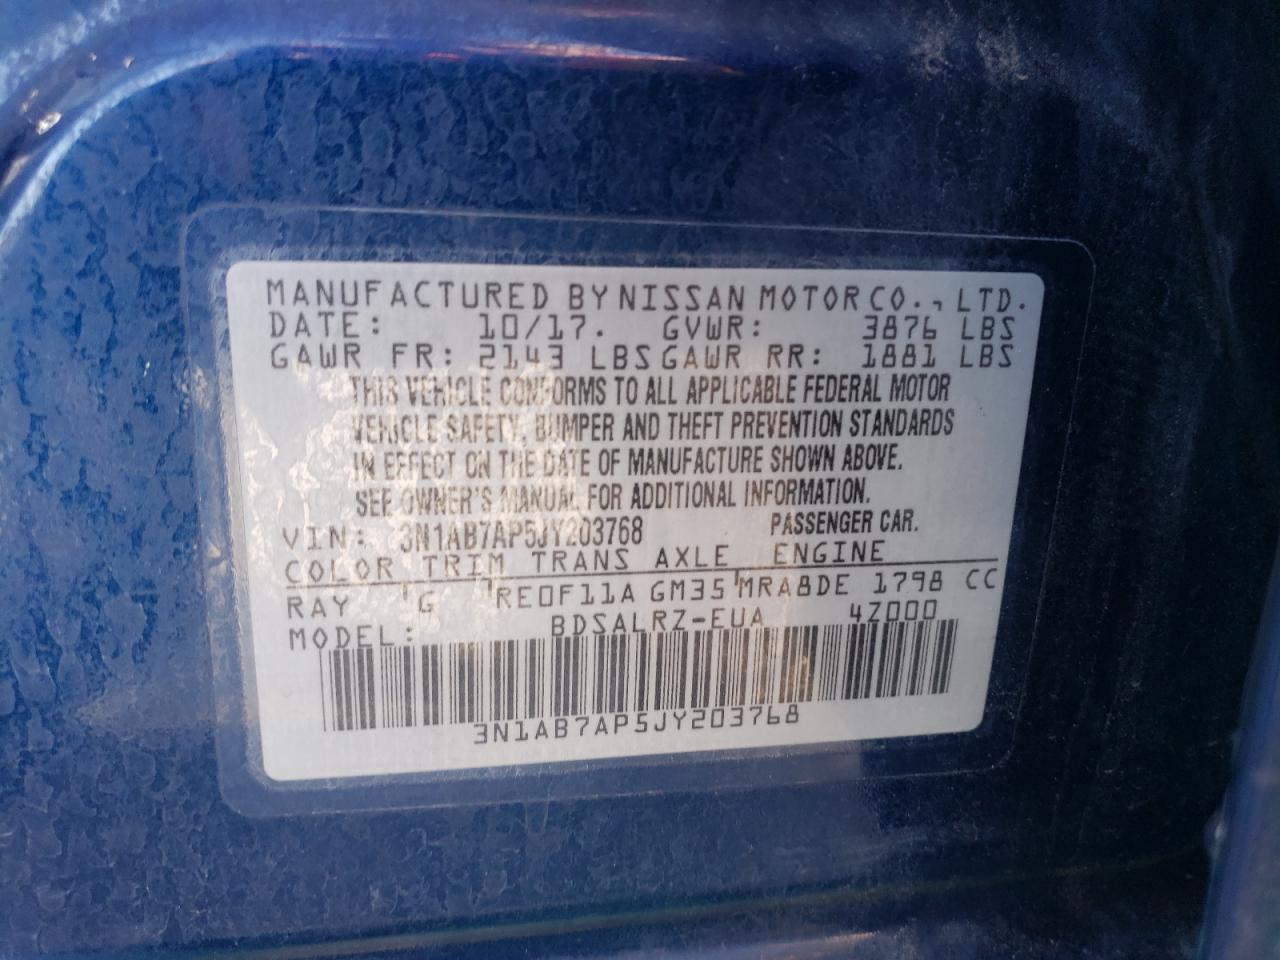 MANUFACTURED BY NISSAN MOTOR CO., LTD.
DATE: 10/17. GVWR: 3876 LBS
GAWR FR: 2143 LBS GAWR RR: 1881 LBS
THIS VEHICLE CONFORMS TO ALL APPLICABLE FEDERAL MOTOR
VEHICLE SAFETY, BUMPER AND THEFT PREVENTION STANDARDS
IN EFFECT ON THE DATE OF MANUFACTURE SHOWN ABOVE.
SEE OWNER'S MANUAL FOR ADDITIONAL INFORMATION.
VIN: 3N1AB7AP5JY203768 PASSENGER CAR.
COLOR TRIM TRANS AXLE ENGINE
RAY G RE0F11A GM35 MRA8DE 1798 CC
MODEL: BDSALRZ-EUA 4Z000
3N1AB7AP5JY203768